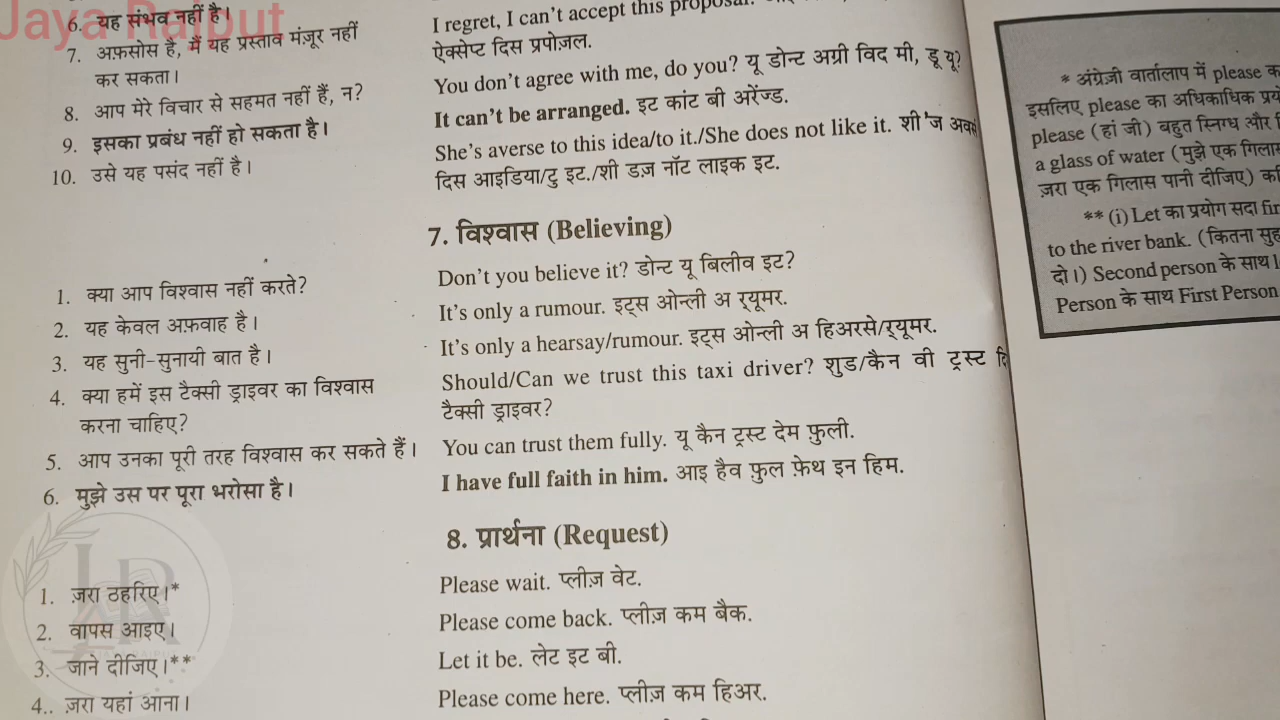 Jaya Rajput
6. यह संभव नहीं है।
7. अफ़सोस है, मैं यह प्रस्ताव मंज़ूर नहीं
कर सकता।
8. आप मेरे विचार से सहमत नहीं हैं, न?
9. इसका प्रबंध नहीं हो सकता है।
10. उसे यह पसंद नहीं है।
I regret, I can't accept this proposal.
ऐक्सेप्ट दिस प्रपोज़ल.
You don't agree with me, do you? यू डोन्ट अग्री विद मी, डू यू?
It can't be arranged. इट कांट बी अरेंज्ड.
She's averse to this idea/to it./She does not like it. शी'ज
दिस आइडिया/टु इट./शी डज़ नॉट लाइक इट.
7. विश्वास (Believing)
1. क्या आप विश्वास नहीं करते?
2. यह केवल अफ़वाह है।
3. यह सुनी-सुनायी बात है।
4. क्या हमें इस टैक्सी ड्राइवर का विश्वास
करना चाहिए?
5. आप उनका पूरी तरह विश्वास कर सकते हैं।
6. मुझे उस पर पूरा भरोसा है।
Don't you believe it? डोन्ट यू बिलीव इट?
It's only a rumour. इट्स ओन्ली अ र्‌यूमर.
It's only a hearsay/rumour. इट्स ओन्ली अ हिअरसे/र्‌यूमर.
Should/Can we trust this taxi driver? शुड/कैन वी ट्रस्ट
टैक्सी ड्राइवर?
You can trust them fully. यू कैन ट्रस्ट देम फ़ुली.
I have full faith in him. आइ हैव फ़ुल फ़ेथ इन हिम.
8. प्रार्थना (Request)
1. ज़रा ठहरिए।*
2. वापस आइए।
3. जाने दीजिए।**
4.. ज़रा यहां आना।
Please wait. प्लीज़ वेट.
Please come back. प्लीज़ कम बैक.
Let it be. लेट इट बी.
Please come here. प्लीज़ कम हिअर.
* अंग्रेज़ी वार्तालाप में please
इसलिए please का अधिकाधिक
please (हां जी) बहुत स्निग्ध और
a glass of water (मुझे एक गिलास
ज़रा एक गिलास पानी दीजिए)
** (i) Let का प्रयोग सदा
to the river bank. (कितना
दो।) Second person के साथ
Person के साथ First Person